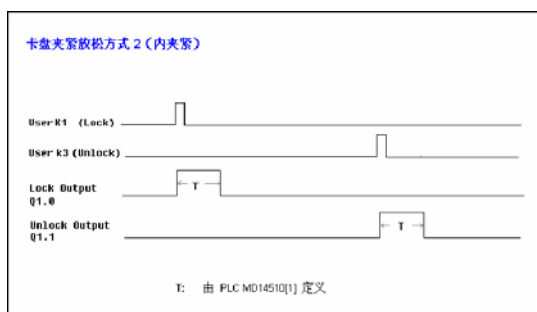 卡盘夹紧放松方式 2（内夹紧）
User K1 (Lock)
User k3 (Unlock)
Lock Output
Q1.0
T
Unlock Output
Q1.1
T
T: 由 PLC MD14510[1] 定义